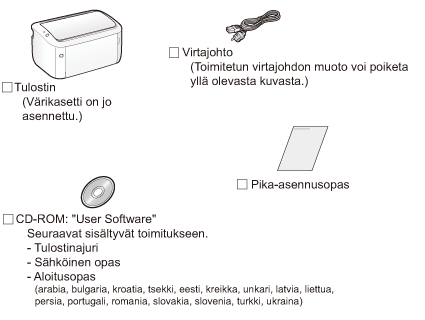 Tulostin
(Värikasetti on jo
asennettu.)
Virtajohto
(Toimitetun virtajohdon muoto voi poiketa
yllä olevasta kuvasta.)
Pika-asennusopas
CD-ROM: "User Software"
Seuraavat sisältyvät toimitukseen.
- Tulostinajuri
- Sähköinen opas
- Aloitusopas
(arabia, bulgaria, kroatia, tsekki, eesti, kreikka, unkari, latvia, liettua,
persia, portugali, romania, slovakia, slovenia, turkki, ukraina)